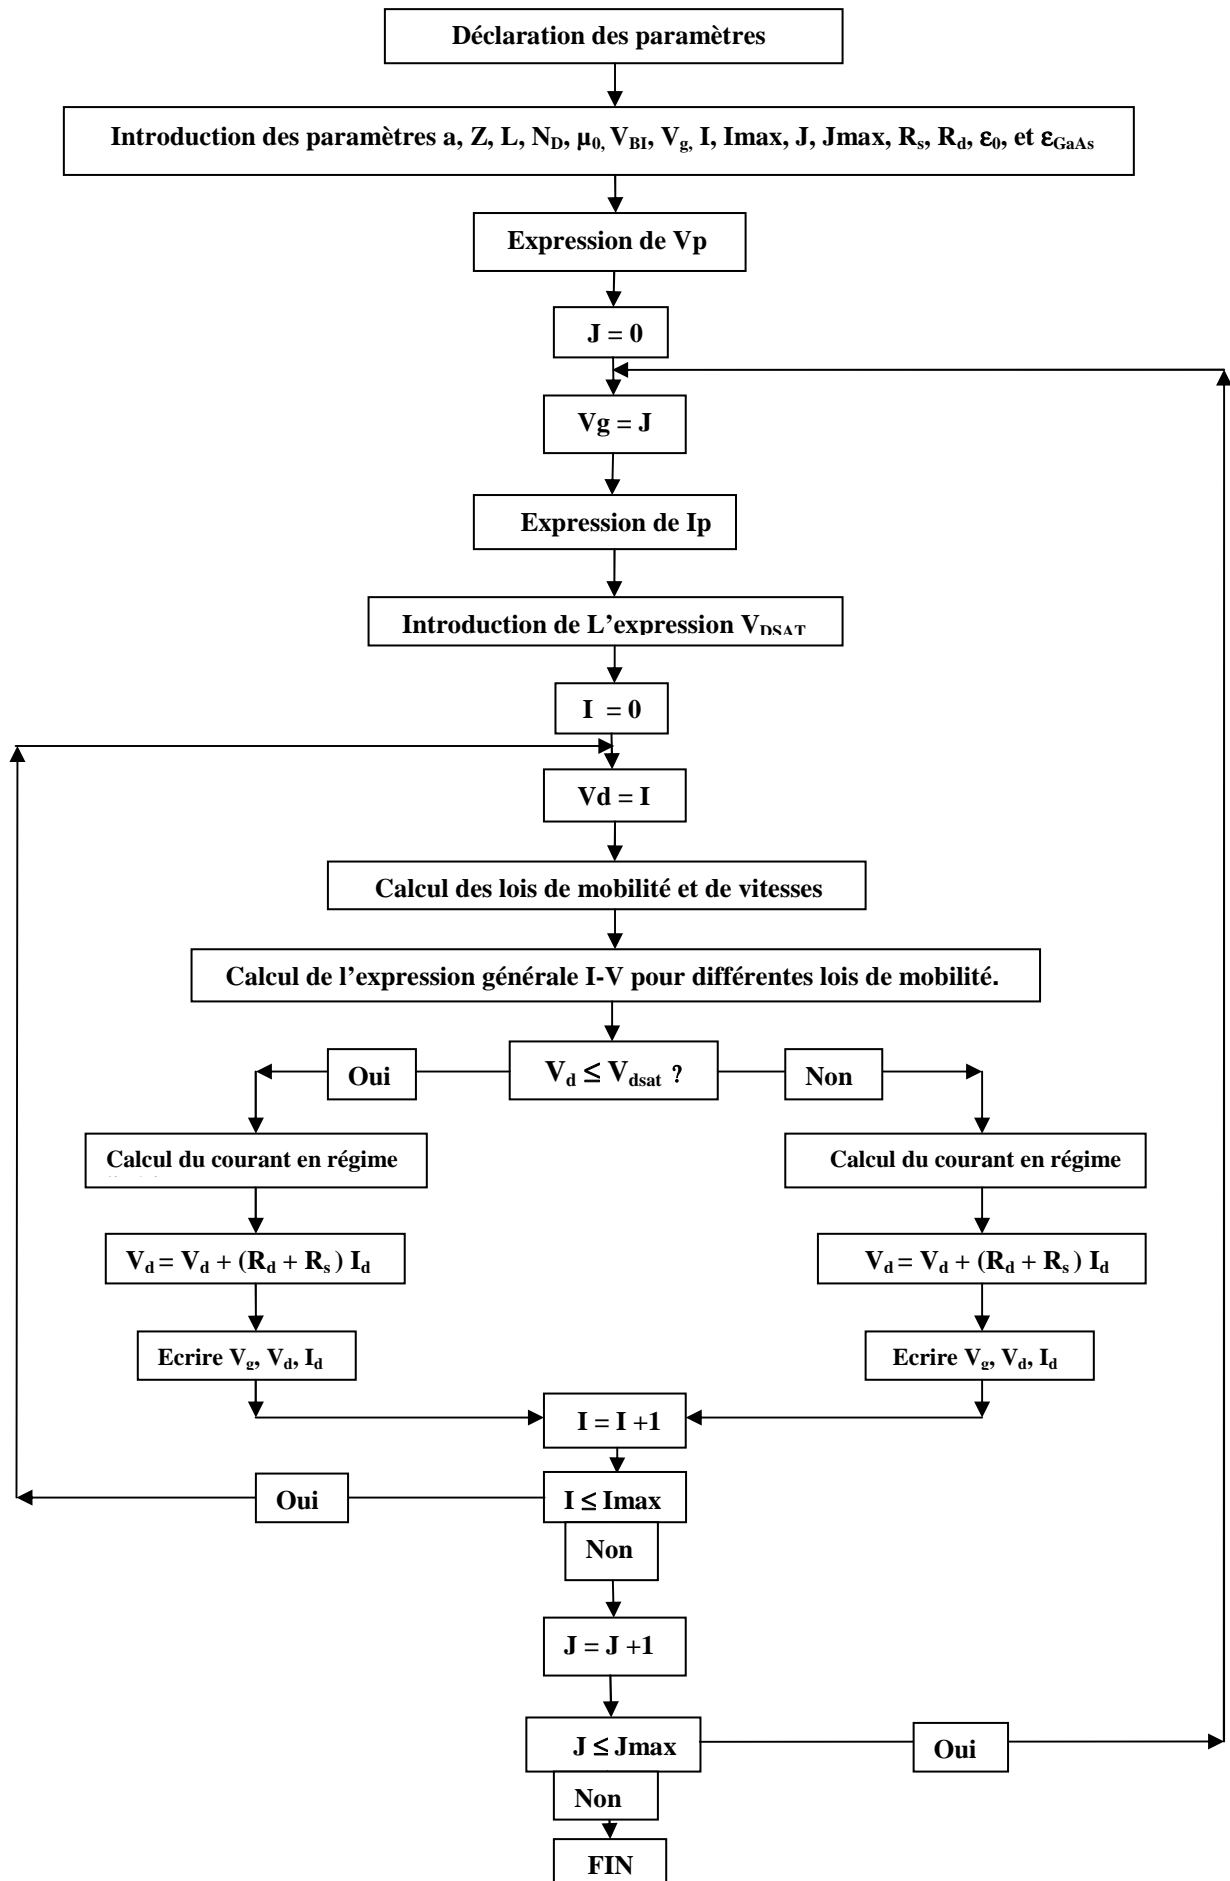 Déclaration des paramètres
Introduction des paramètres a, Z, L, N_D, µ_0, V_BI, V_g, I, Imax, J, Jmax, R_s, R_d, ε_0, et ε_GaAs
Expression de Vp
J = 0
Vg = J
Expression de Ip
Introduction de L’expression V_DSAT
I = 0
Vd = I
Calcul des lois de mobilité et de vitesses
Calcul de l’expression générale I-V pour différentes lois de mobilité.
Oui
V_d ≤ V_dsat ?
Non
Calcul du courant en régime
Calcul du courant en régime
V_d = V_d + (R_d + R_s ) I_d
V_d = V_d + (R_d + R_s ) I_d
Ecrire V_g, V_d, I_d
Ecrire V_g, V_d, I_d
I = I +1
Oui
I ≤ Imax
Non
J = J +1
J ≤ Jmax
Oui
Non
FIN